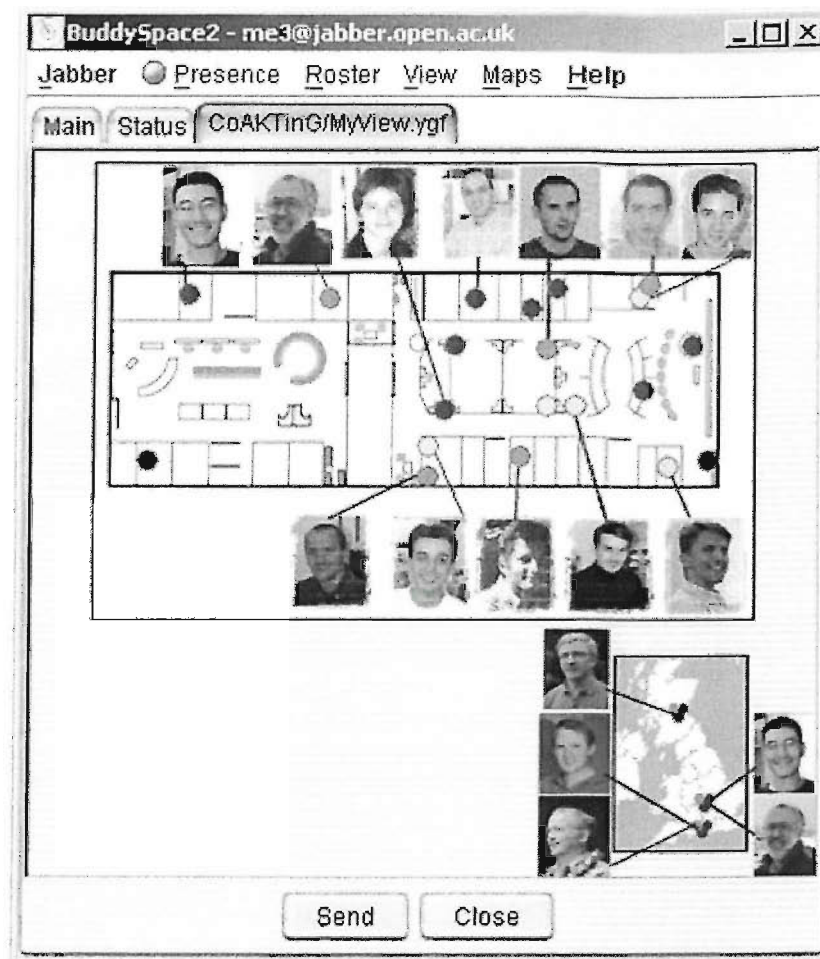 BuddySpace2 - me3@jabber.open.ac.uk
Jabber Presence Roster View Maps Help
Main Status CoAKTinG/MyView.ygf
Send Close